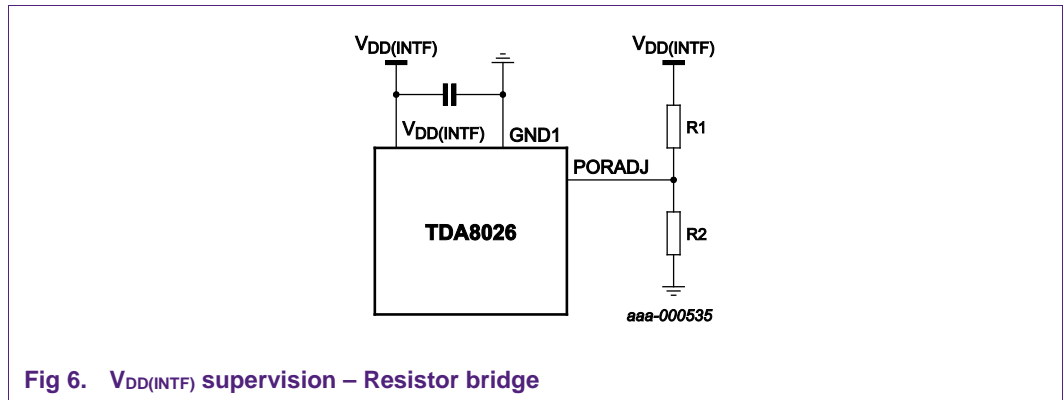 VDD(INTF) VDD(INTF)
R1
VDD(INTF) GND1
PORADJ
TDA8026
R2
aaa-000535
Fig 6. VDD(INTF) supervision – Resistor bridge